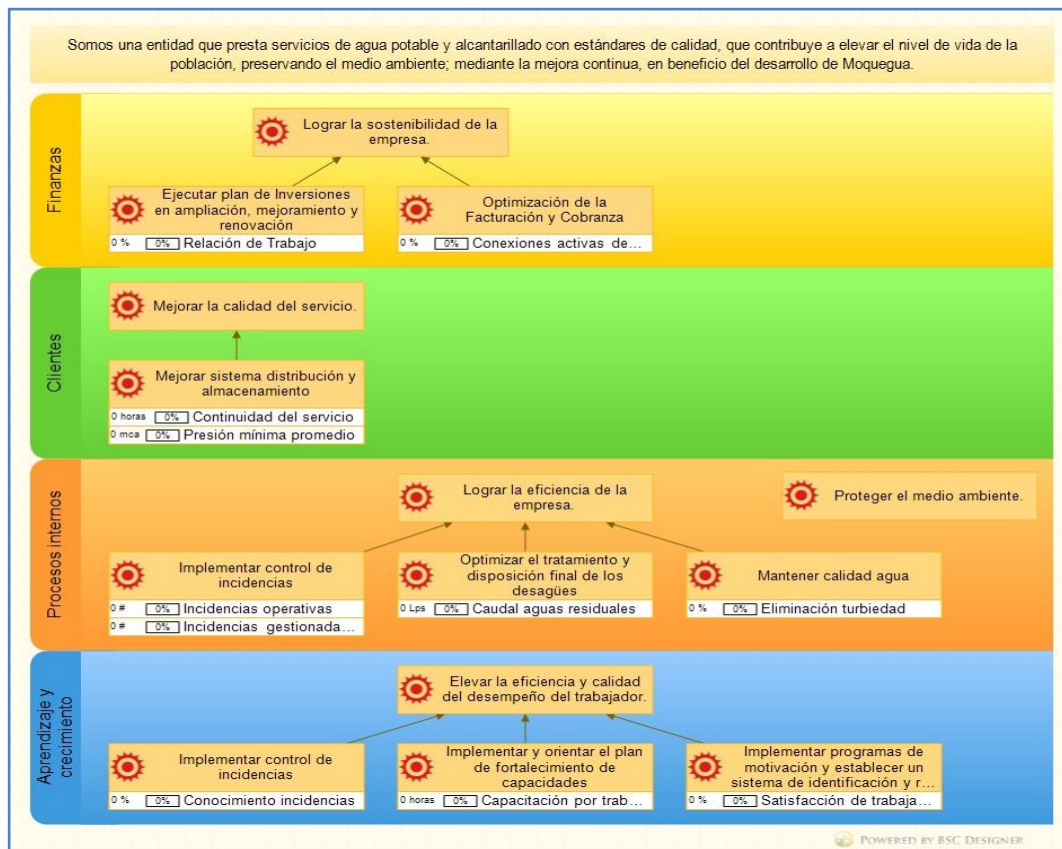 Somos una entidad que presta servicios de agua potable y alcantarillado con estándares de calidad, que contribuye a elevar el nivel de vida de la
población, preservando el medio ambiente; mediante la mejora continua, en beneficio del desarrollo de Moquegua.
Finanzas
Lograr la sostenibilidad de la
empresa.
Ejecutar plan de Inversiones
en ampliación, mejoramiento y
renovación
0 % 0% Relación de Trabajo
Optimización de la
Facturación y Cobranza
0 % 0% Conexiones activas de...
Clientes
Mejorar la calidad del servicio.
Mejorar sistema distribución y
almacenamiento
0 horas 0% Continuidad del servicio
0 mca 0% Presión mínima promedio
Procesos internos
Lograr la eficiencia de la
empresa.
Proteger el medio ambiente.
Implementar control de
incidencias
0 # 0% Incidencias operativas
0 # 0% Incidencias gestionada...
Optimizar el tratamiento y
disposición final de los
desagües
0 Lps 0% Caudal aguas residuales
Mantener calidad agua
0 % 0% Eliminación turbiedad
Aprendizaje y
crecimiento
Elevar la eficiencia y calidad
del desempeño del trabajador.
Implementar control de
incidencias
0 % 0% Conocimiento incidencias
Implementar y orientar el plan
de fortalecimiento de
capacidades
0 horas 0% Capacitación por trab...
Implementar programas de
motivación y establecer un
sistema de identificación y r...
0 % 0% Satisfacción de trabaja...
POWERED BY BSC DESIGNER